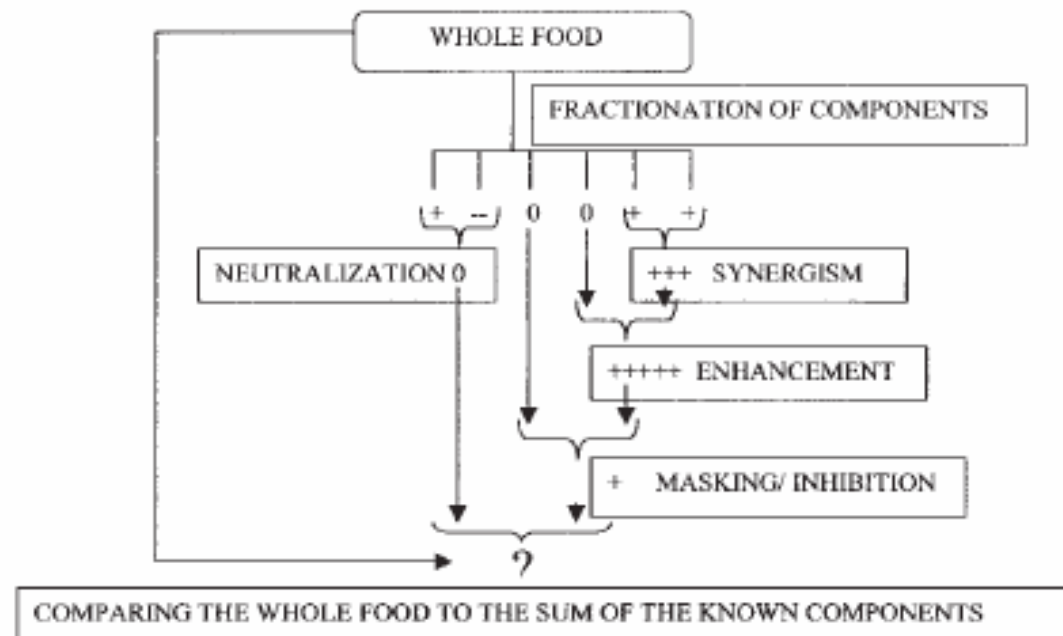 WHOLE FOOD
FRACTIONATION OF COMPONENTS
+ -- 0 0 + +
NEUTRALIZATION 0
+++ SYNERGISM
+++++ ENHANCEMENT
+ MASKING/ INHIBITION
?
COMPARING THE WHOLE FOOD TO THE SUM OF THE KNOWN COMPONENTS